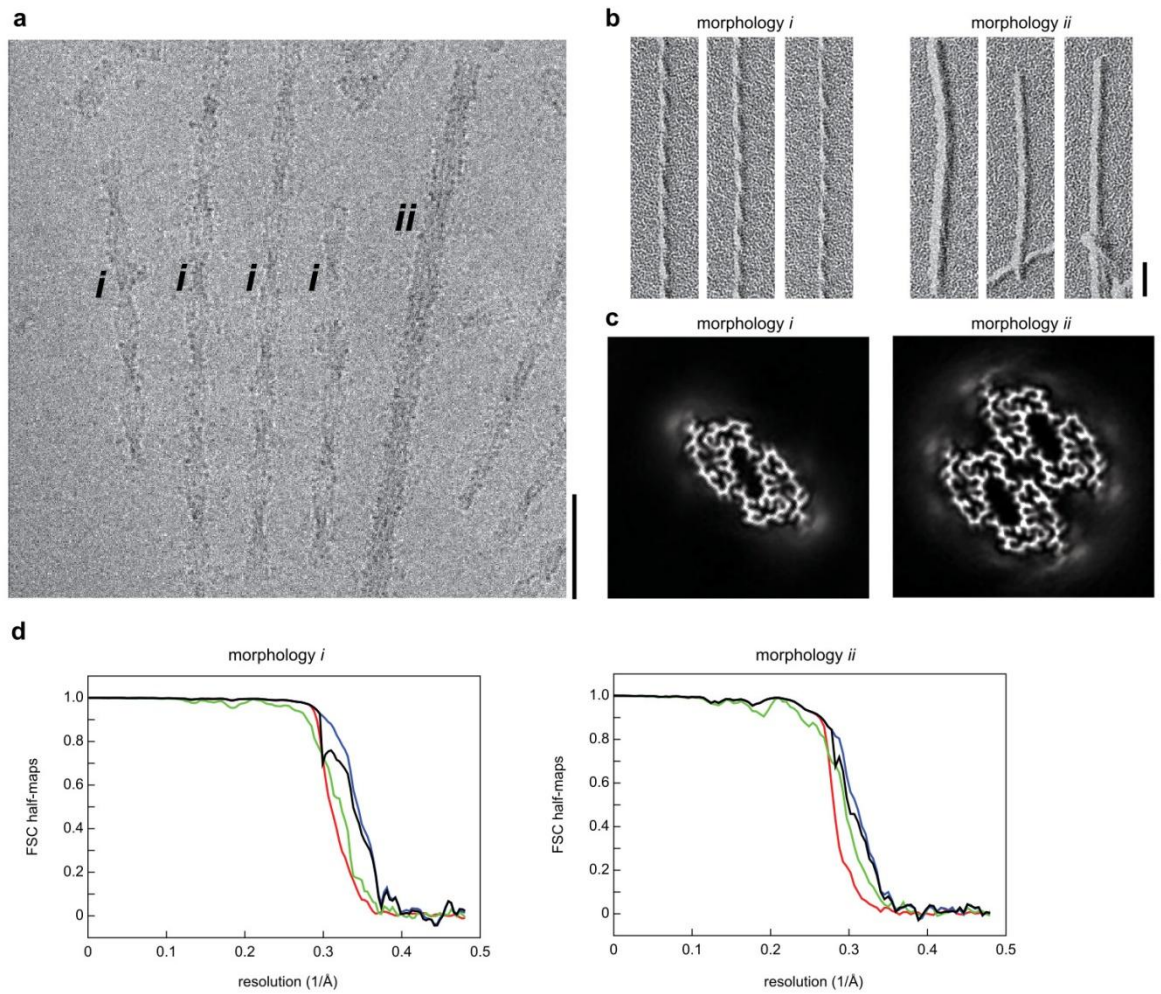 a
i
i
i
i
ii
b
morphology i
morphology ii
c
morphology i
morphology ii
d
morphology i
FSC half-maps
1.0
0.8
0.6
0.4
0.2
0
0 0.1 0.2 0.3 0.4 0.5
resolution (1/Å)
morphology ii
FSC half-maps
1.0
0.8
0.6
0.4
0.2
0
0 0.1 0.2 0.3 0.4 0.5
resolution (1/Å)